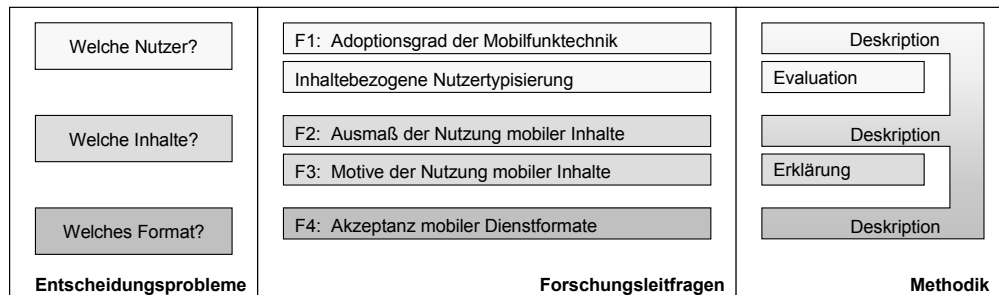 Welche Nutzer?
F1: Adoptionsgrad der Mobilfunktechnik
Deskription
Inhaltebezogene Nutzertypisierung
Evaluation
Welche Inhalte?
F2: Ausmaß der Nutzung mobiler Inhalte
Deskription
F3: Motive der Nutzung mobiler Inhalte
Erklärung
Welches Format?
F4: Akzeptanz mobiler Dienstformate
Deskription
Entscheidungsprobleme
Forschungsleitfragen
Methodik